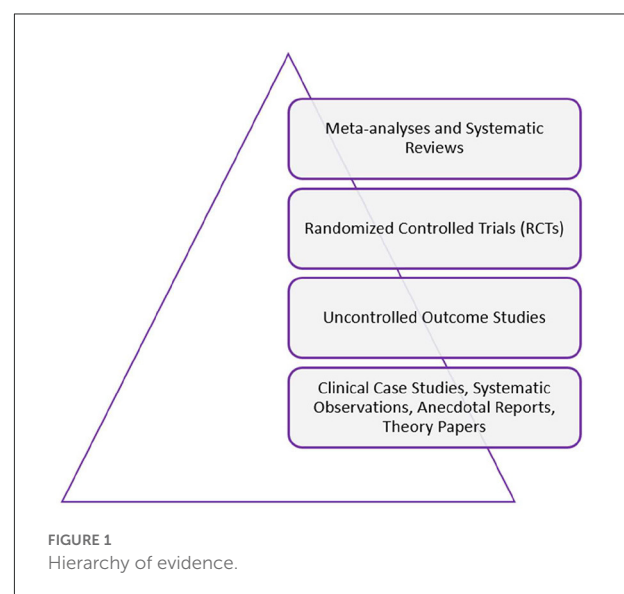 Meta-analyses and Systematic
Reviews
Randomized Controlled Trials (RCTs)
Uncontrolled Outcome Studies
Clinical Case Studies, Systematic
Observations, Anecdotal Reports,
Theory Papers
FIGURE 1
Hierarchy of evidence.